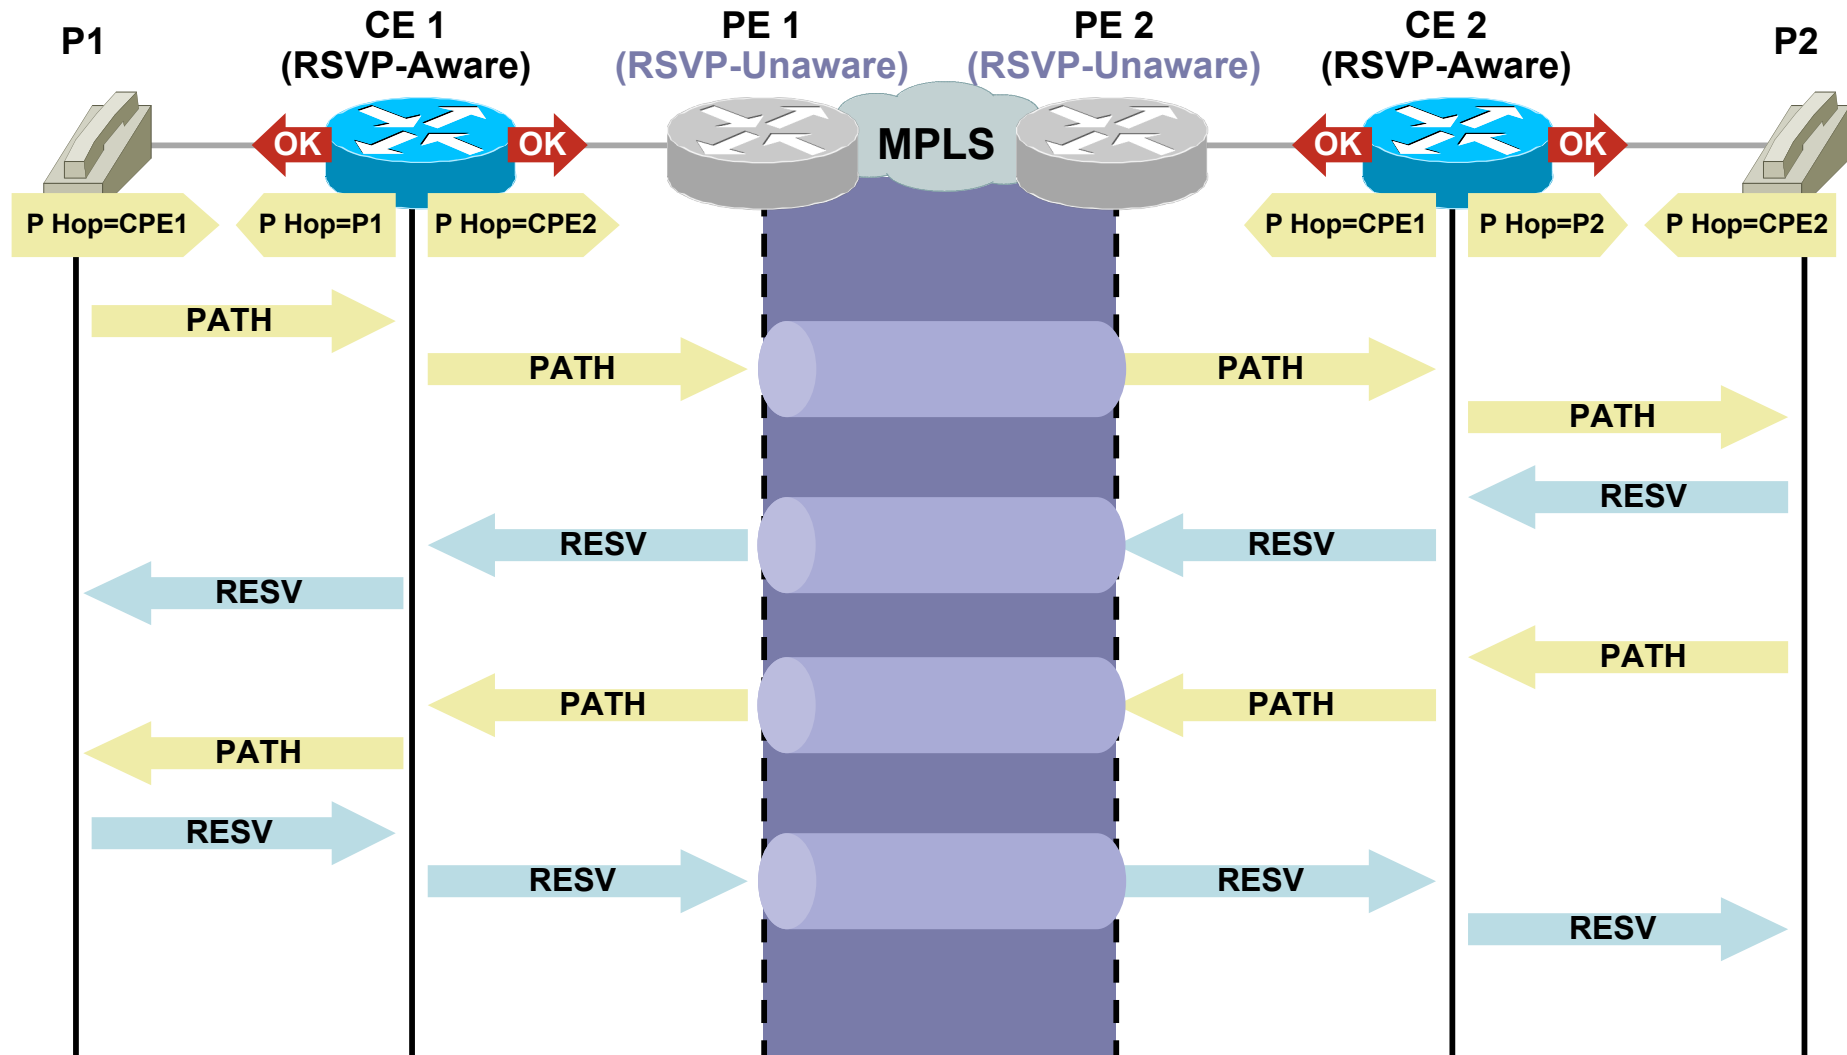 P1
CE 1
(RSVP-Aware)
PE 1
(RSVP-Unaware)
PE 2
(RSVP-Unaware)
CE 2
(RSVP-Aware)
P2
OK
OK
MPLS
OK
OK
P Hop=CPE1
P Hop=P1
P Hop=CPE2
P Hop=CPE1
P Hop=P2
P Hop=CPE2
PATH
PATH
PATH
PATH
RESV
RESV
RESV
RESV
PATH
PATH
PATH
PATH
RESV
RESV
RESV
RESV